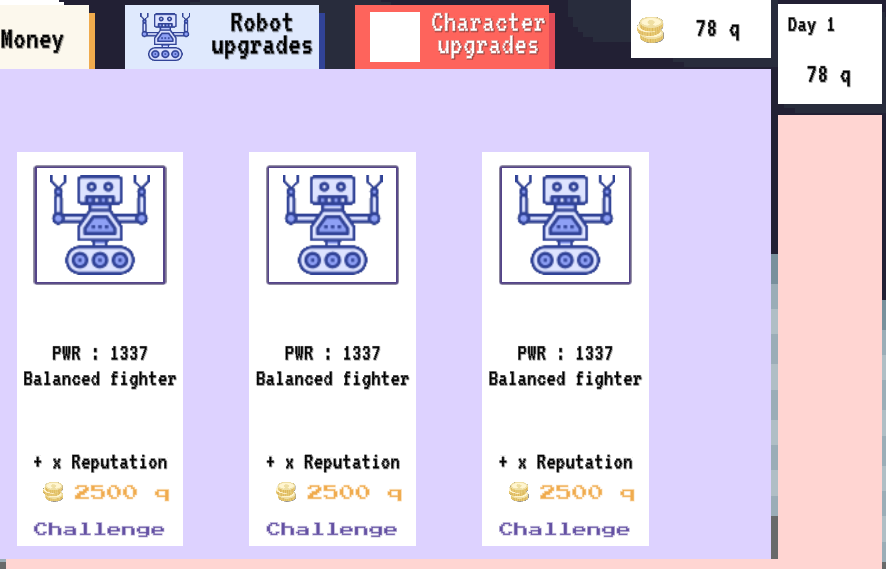 Money
Robot
upgrades
Character
upgrades
78 q
Day 1
78 q
PWR : 1337
Balanced fighter
+ x Reputation
2500 q
Challenge
PWR : 1337
Balanced fighter
+ x Reputation
2500 q
Challenge
PWR : 1337
Balanced fighter
+ x Reputation
2500 q
Challenge